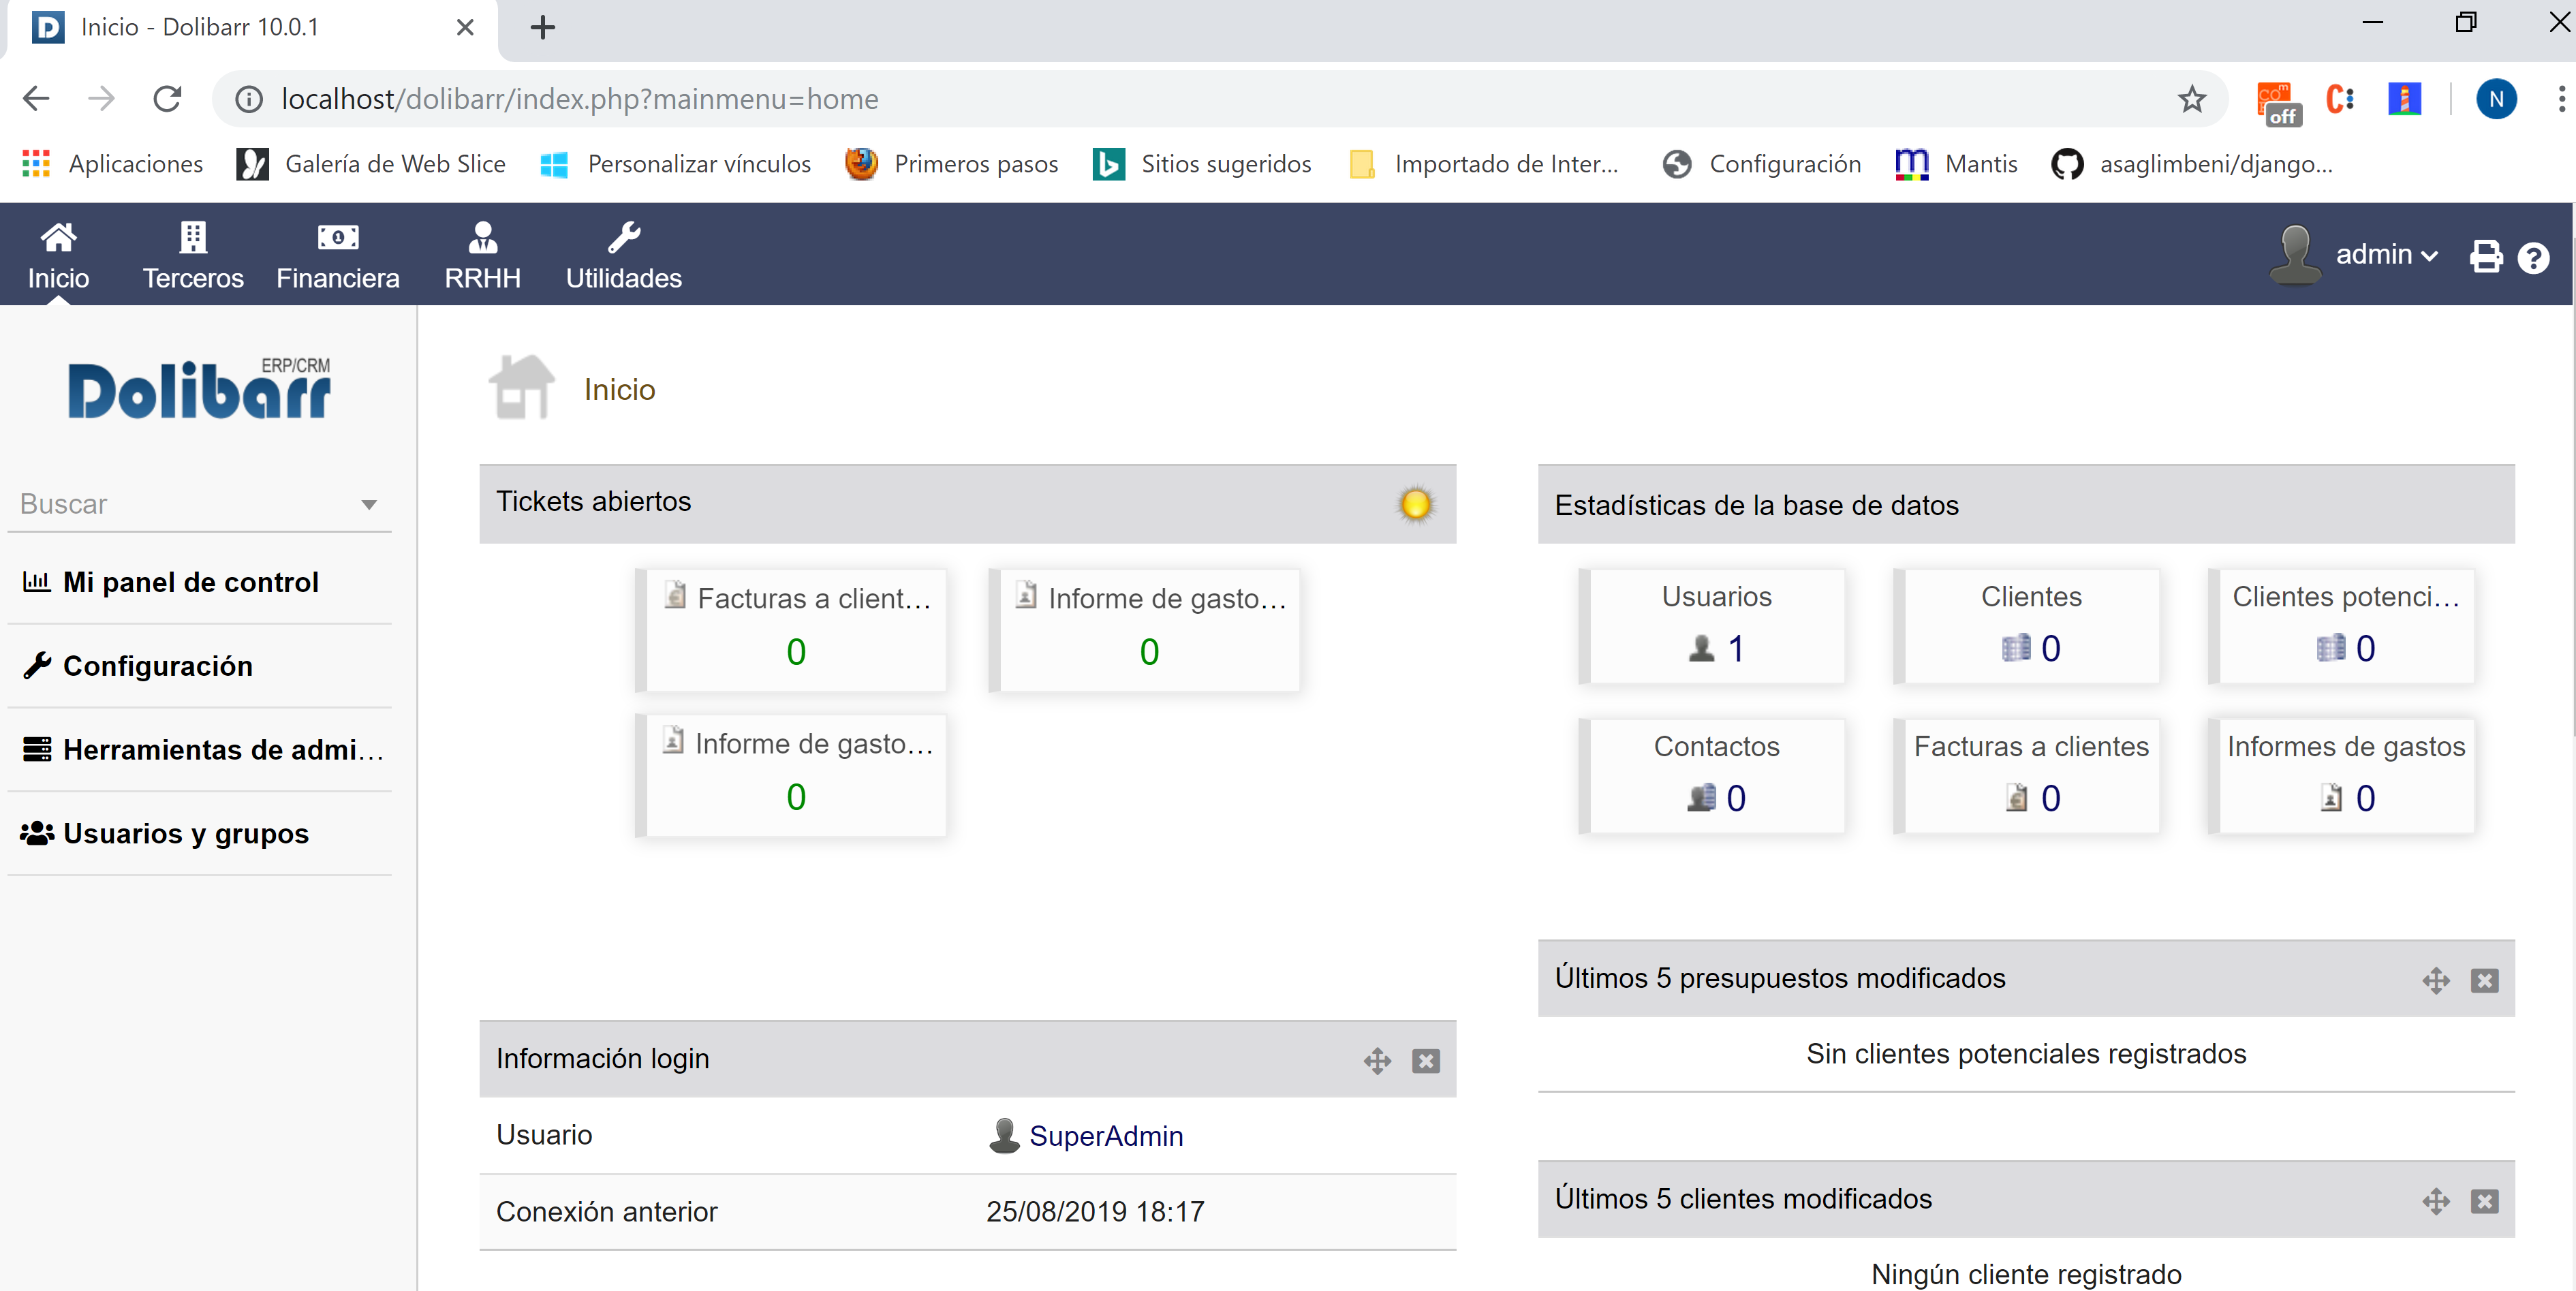 Inicio - Dolibarr 10.0.1
localhost/dolibarr/index.php?mainmenu=home
off
N
Aplicaciones
Galería de Web Slice
Personalizar vínculos
Primeros pasos
Sitios sugeridos
Importado de Inter...
Configuración
Mantis
asaglimbeni/django...
Inicio
Terceros
Financiera
RRHH
Utilidades
admin
Dolibarr ERP/CRM
Inicio
Buscar
Mi panel de control
Configuración
Herramientas de admi...
Usuarios y grupos
Tickets abiertos
Facturas a client...
0
Informe de gasto...
0
Informe de gasto...
0
Estadísticas de la base de datos
Usuarios
1
Clientes
0
Clientes potenci...
0
Contactos
0
Facturas a clientes
0
Informes de gastos
0
Últimos 5 presupuestos modificados
Sin clientes potenciales registrados
Información login
Usuario SuperAdmin
Conexión anterior 25/08/2019 18:17
Últimos 5 clientes modificados
Ningún cliente registrado